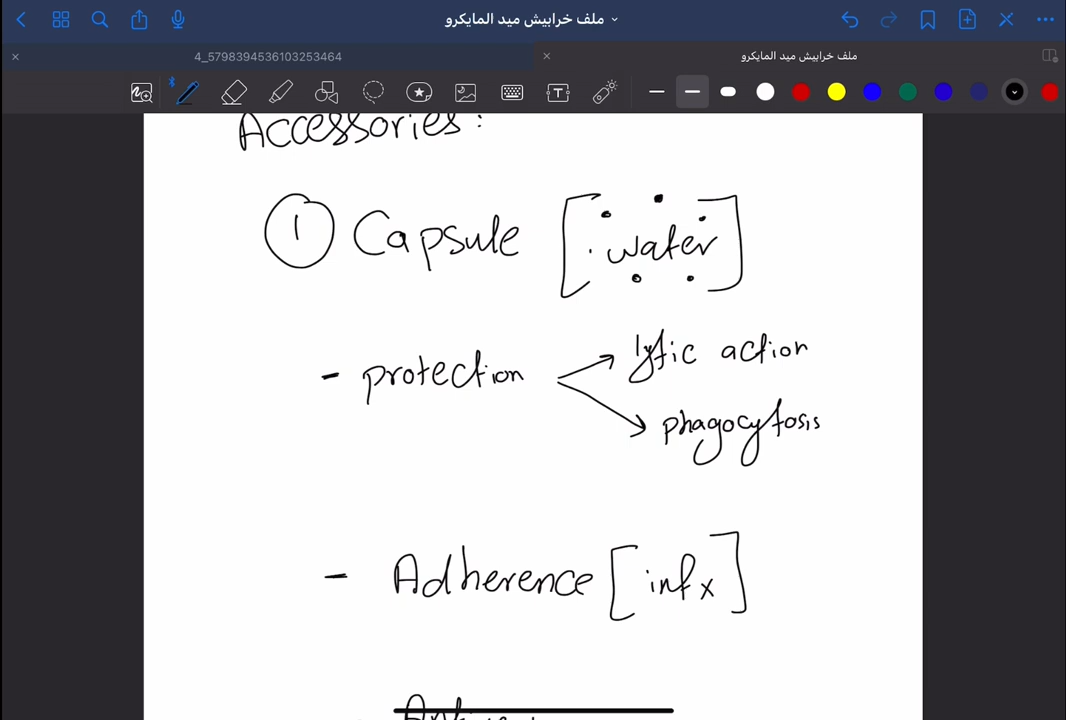 ملف خرابيش ميد المايكرو
4_5798394536103253464
ملف خرابيش ميد المايكرو
Accessories:
1 Capsule [water]
- protection → lytic action
→ phagocytosis
- Adherence [infx]